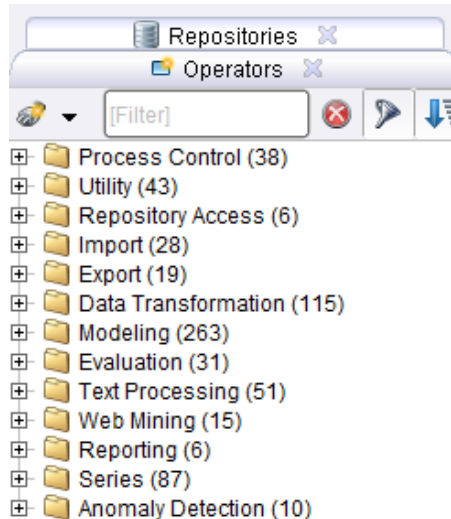 Repositories
Operators
[Filter]
Process Control (38)
Utility (43)
Repository Access (6)
Import (28)
Export (19)
Data Transformation (115)
Modeling (263)
Evaluation (31)
Text Processing (51)
Web Mining (15)
Reporting (6)
Series (87)
Anomaly Detection (10)